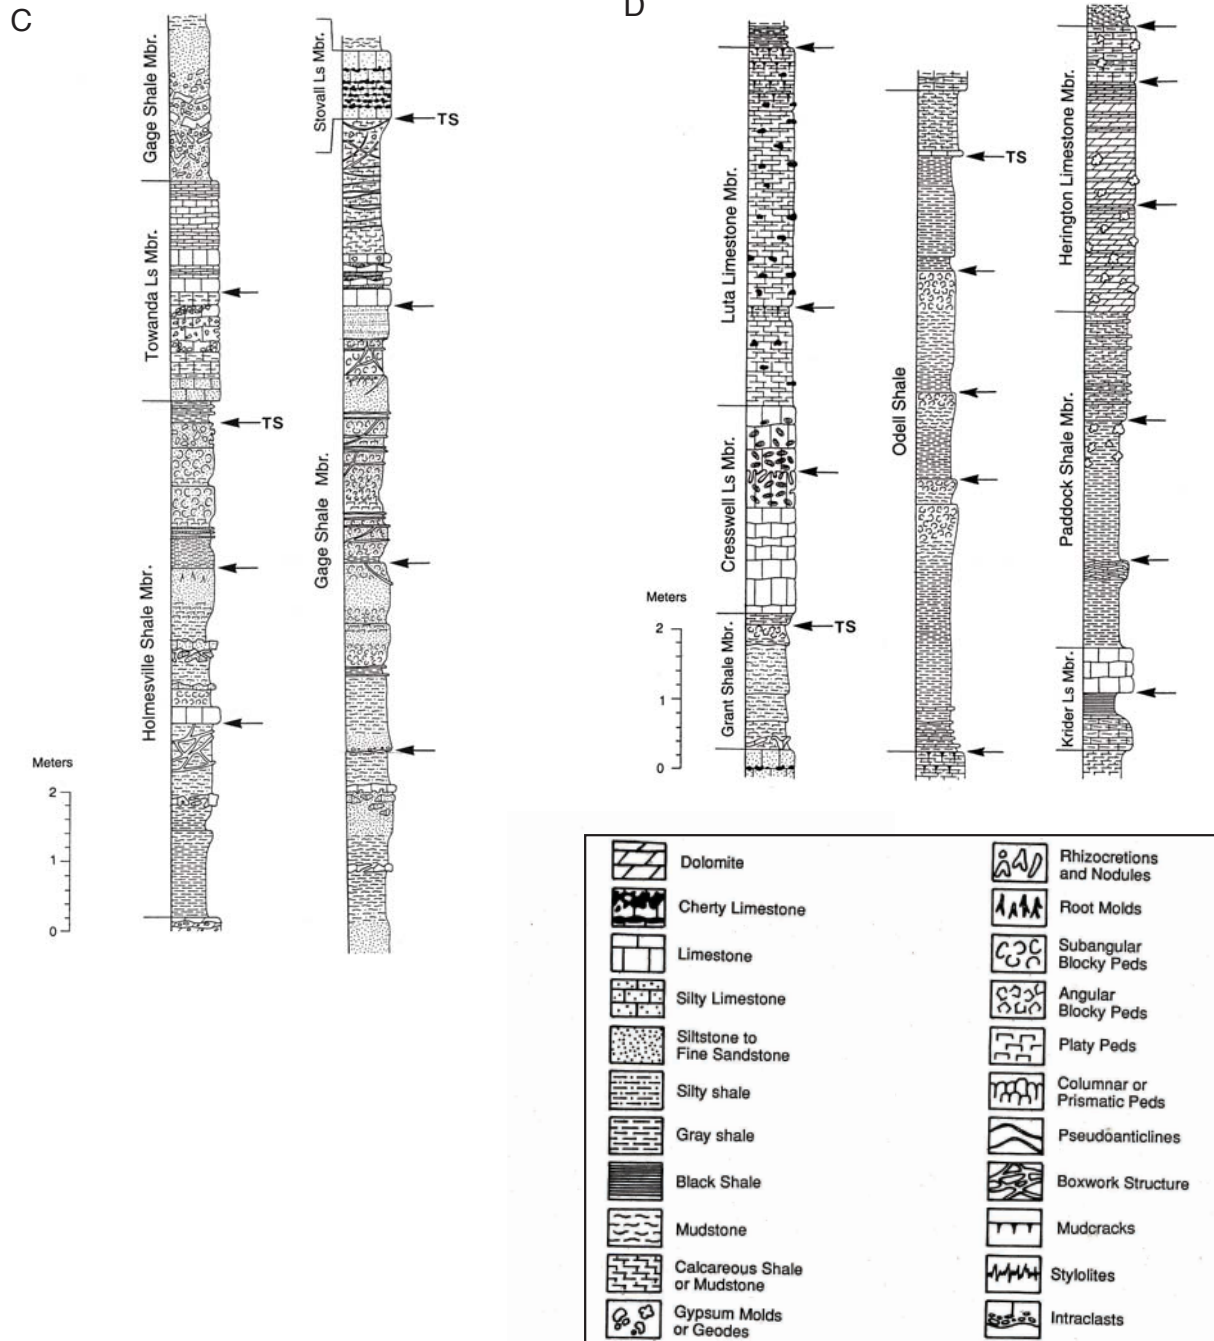 C
D
Gage Shale Mbr.
Towanda Ls Mbr.
Holmesville Shale Mbr.
TS
Meters
2
1
0
Stovall Ls Mbr.
TS
Gage Shale Mbr.
Luta Limestone Mbr.
Cresswell Ls Mbr.
Grant Shale Mbr.
TS
Meters
2
1
0
Odell Shale
TS
Herington Limestone Mbr.
Paddock Shale Mbr.
Krider Ls Mbr.
Dolomite
Cherty Limestone
Limestone
Silty Limestone
Siltstone to
Fine Sandstone
Silty shale
Gray shale
Black Shale
Mudstone
Calcareous Shale
or Mudstone
Gypsum Molds
or Geodes
Rhizocretions
and Nodules
Root Molds
Subangular
Blocky Peds
Angular
Blocky Peds
Platy Peds
Columnar or
Prismatic Peds
Pseudoanticlines
Boxwork Structure
Mudcracks
Stylolites
Intraclasts